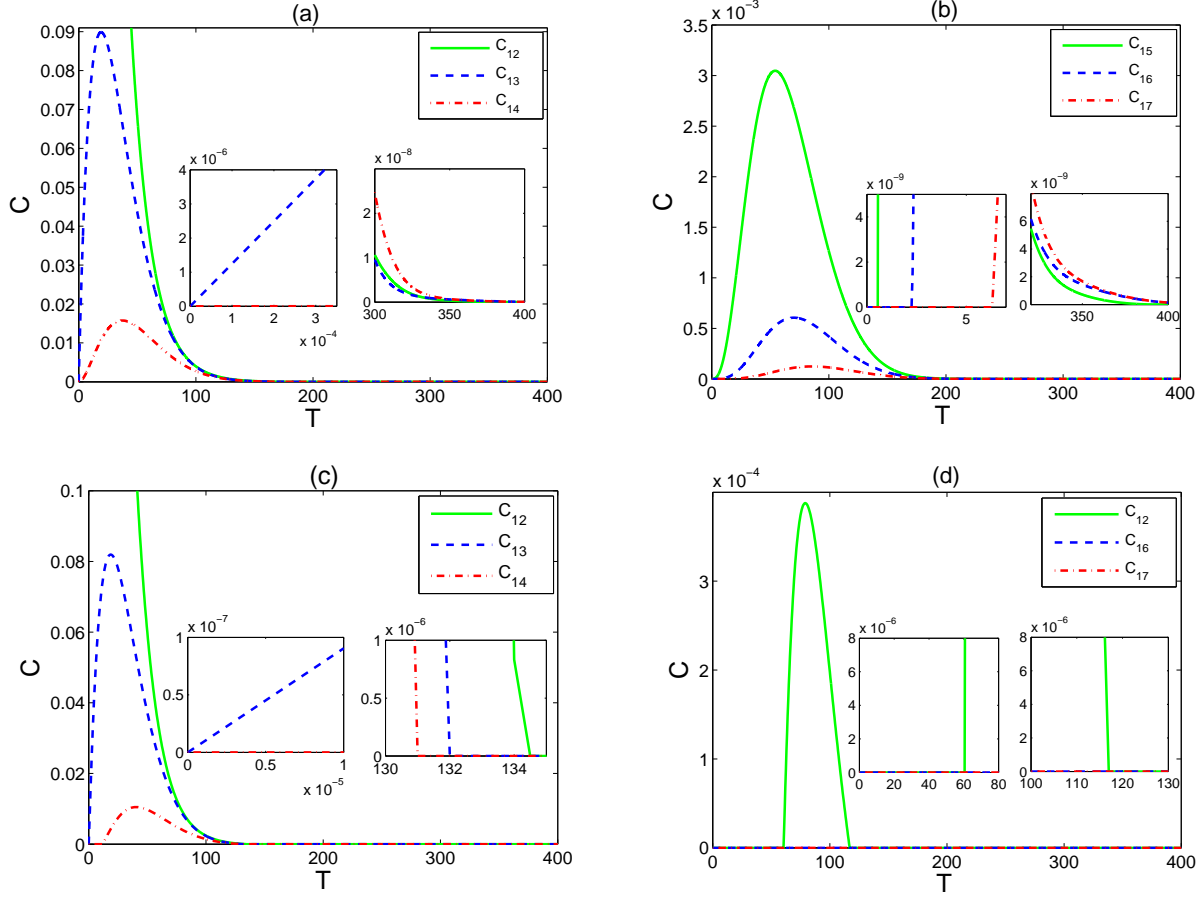 (a)
C
0.09
0.08
0.07
0.06
0.05
0.04
0.03
0.02
0.01
0
0 100 200 300 400
T
C12
C13
C14
x 10−6
4
3
2
1
0
0 1 2 3
x 10−4
x 10−8
2
1
0
300 350 400
(b)
x 10−3
C
3.5
3
2.5
2
1.5
1
0.5
0
0 100 200 300 400
T
C15
C16
C17
x 10−9
4
2
0
0 5
x 10−9
6
4
2
0
350 400
(c)
C
0.1
0.08
0.06
0.04
0.02
0
0 100 200 300 400
T
C12
C13
C14
x 10−7
1
0.5
0
0 0.5 1
x 10−5
x 10−6
1
0.5
0
130 132 134
(d)
x 10−4
C
4
3
2
1
0
0 100 200 300 400
T
C12
C16
C17
x 10−6
8
6
4
2
0
0 20 40 60 80
x 10−6
8
6
4
2
0
100 110 120 130